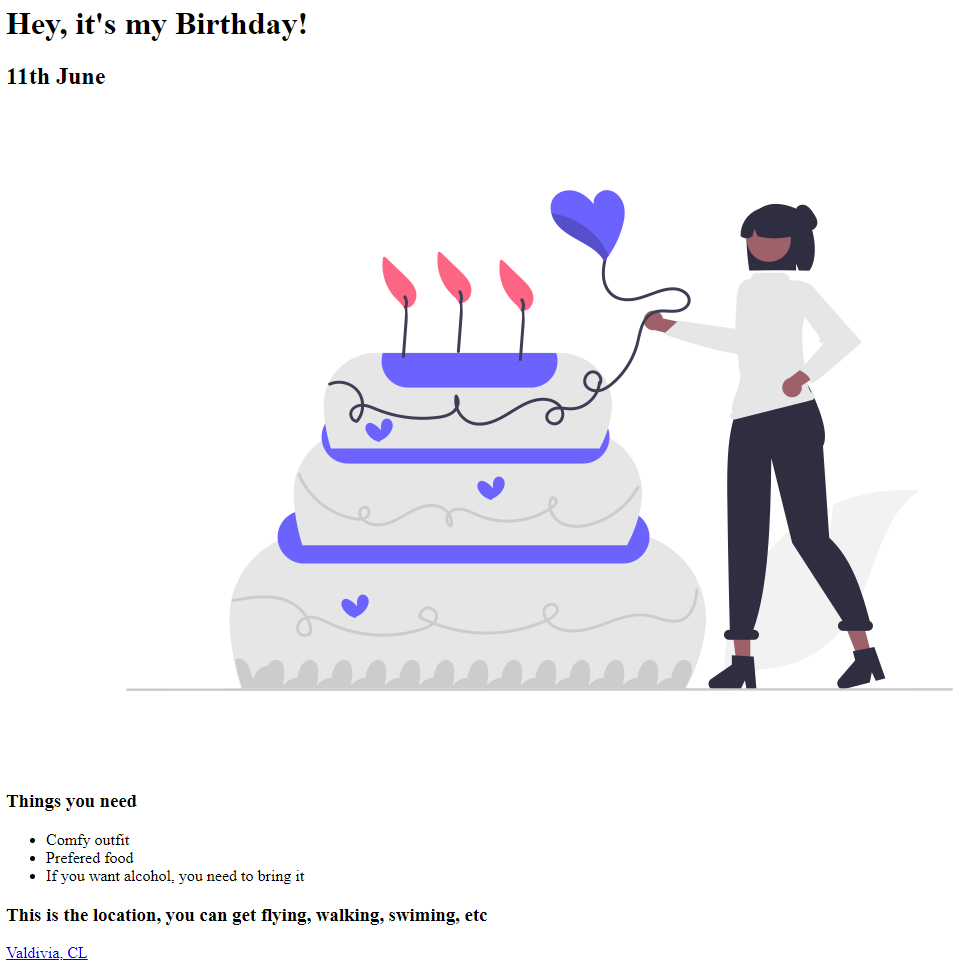 Hey, it's my Birthday!
11th June
Things you need
Comfy outfit
Prefered food
If you want alcohol, you need to bring it
This is the location, you can get flying, walking, swiming, etc
Valdivia, CL